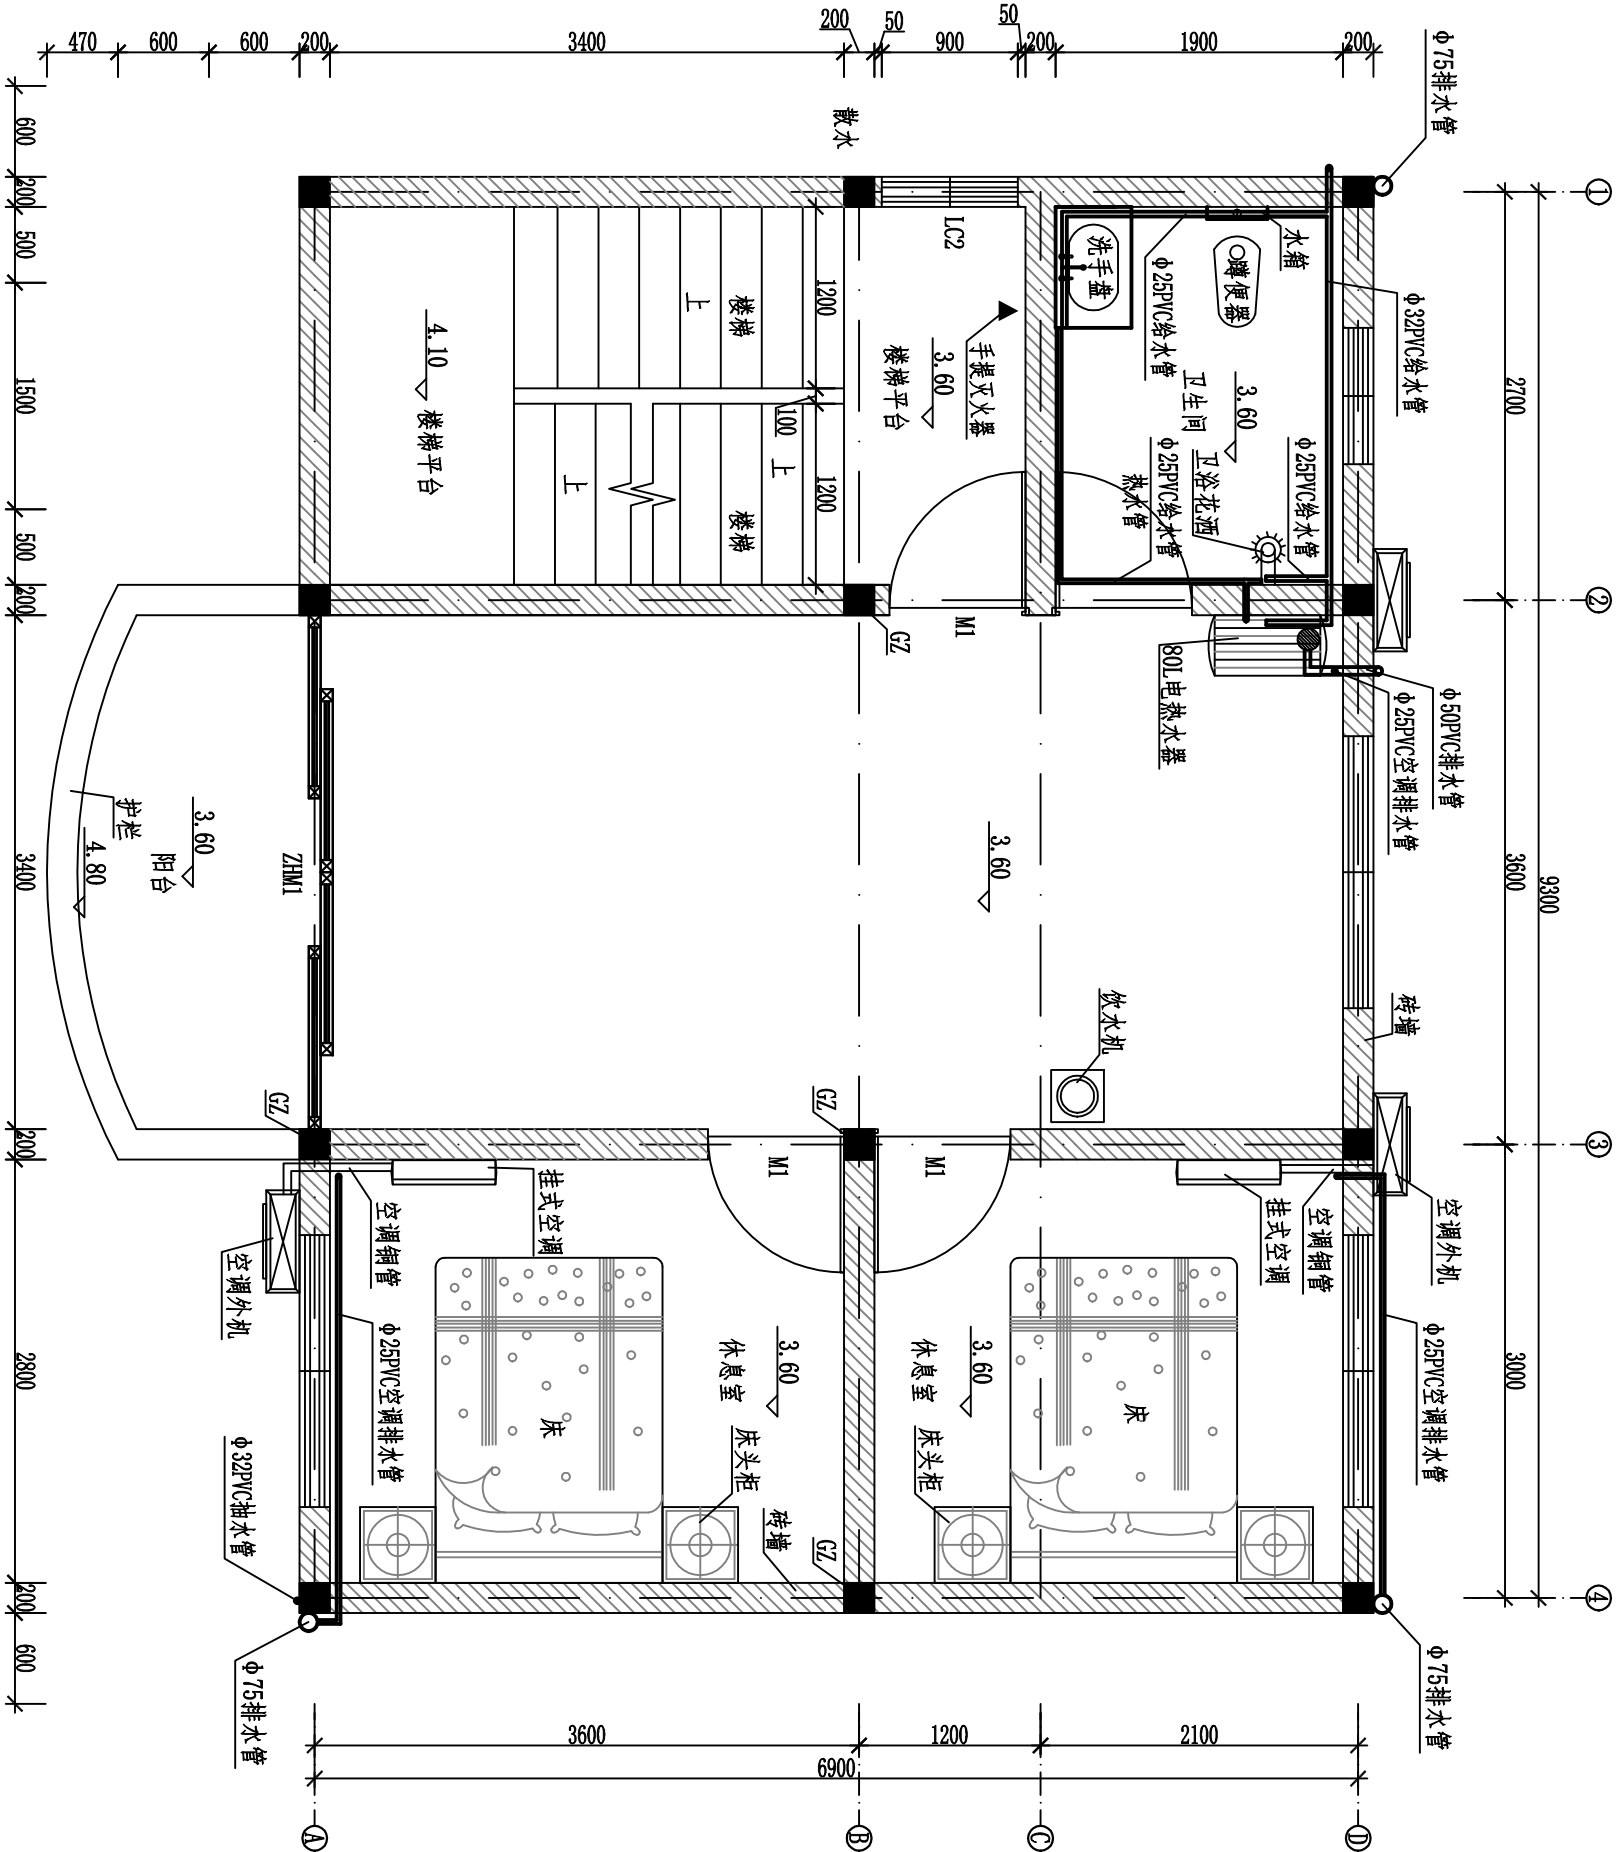 470
600
600
200
3400
200
50
900
50
200
1900
200
φ75排水管
①
2700
3600
9300
②
3000
③
④
600
200
500
1500
500
200
3400
200
2800
200
600
散水
LC2
水箱
洗手盘
蹲便器
φ25PVC给水管
φ32PVC给水管
1200
楼梯
上
4.10
楼梯平台
3.60
楼梯平台
手提灭火器
卫生间
3.60
100
上
上
1200
楼梯
热水管
φ25PVC给水管
卫浴花洒
φ25PVC给水管
M1
GZ
80L电热水器
φ25PVC空调排水管
φ50PVC排水管
护栏
4.80
3.60
阳台
ZHM1
3.60
砖墙
饮水机
GZ
GZ
M1
M1
空调外机
空调铜管
挂式空调
挂式空调
空调铜管
空调外机
φ25PVC空调排水管
休息室
3.60
休息室
3.60
φ25PVC空调排水管
床
床
床头柜
床头柜
φ32PVC抽水管
砖墙
GZ
φ75排水管
φ75排水管
3600
1200
2100
6900
A
B
C
D